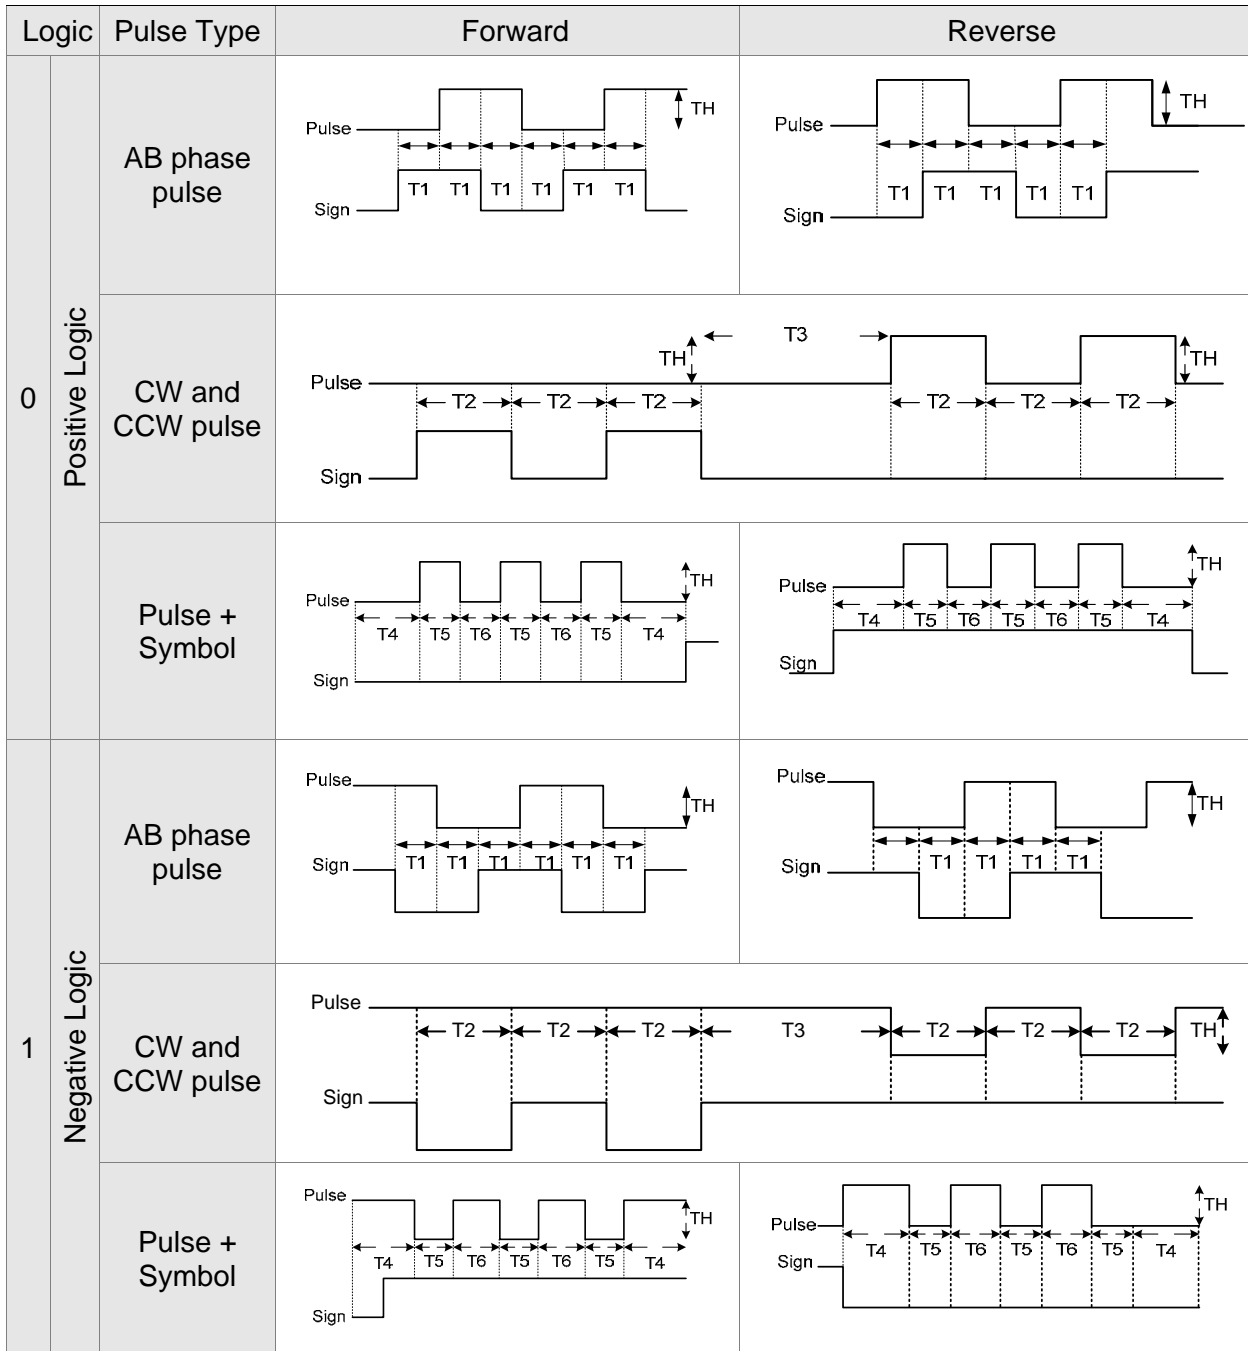 Logic Pulse Type Forward Reverse
0
Positive Logic
AB phase
pulse
Pulse
TH
T1 T1 T1 T1 T1 T1
Sign
Pulse
TH
T1 T1 T1 T1 T1
Sign
CW and
CCW pulse
T3
TH
TH
Pulse
T2 T2 T2 T2 T2 T2
Sign
Pulse +
Symbol
TH
Pulse
T4 T5 T6 T5 T6 T5 T4
Sign
TH
Pulse
T4 T5 T6 T5 T6 T5 T4
Sign
1
Negative Logic
AB phase
pulse
Pulse
TH
Sign
T1 T1 T1 T1 T1 T1
Pulse
TH
Sign
T1 T1 T1 T1
CW and
CCW pulse
Pulse
T2 T2 T2 T3 T2 T2 T2 TH
Sign
Pulse +
Symbol
Pulse
TH
T4 T5 T6 T5 T6 T5 T4
Sign
TH
Pulse
T4 T5 T6 T5 T6 T5 T4
Sign